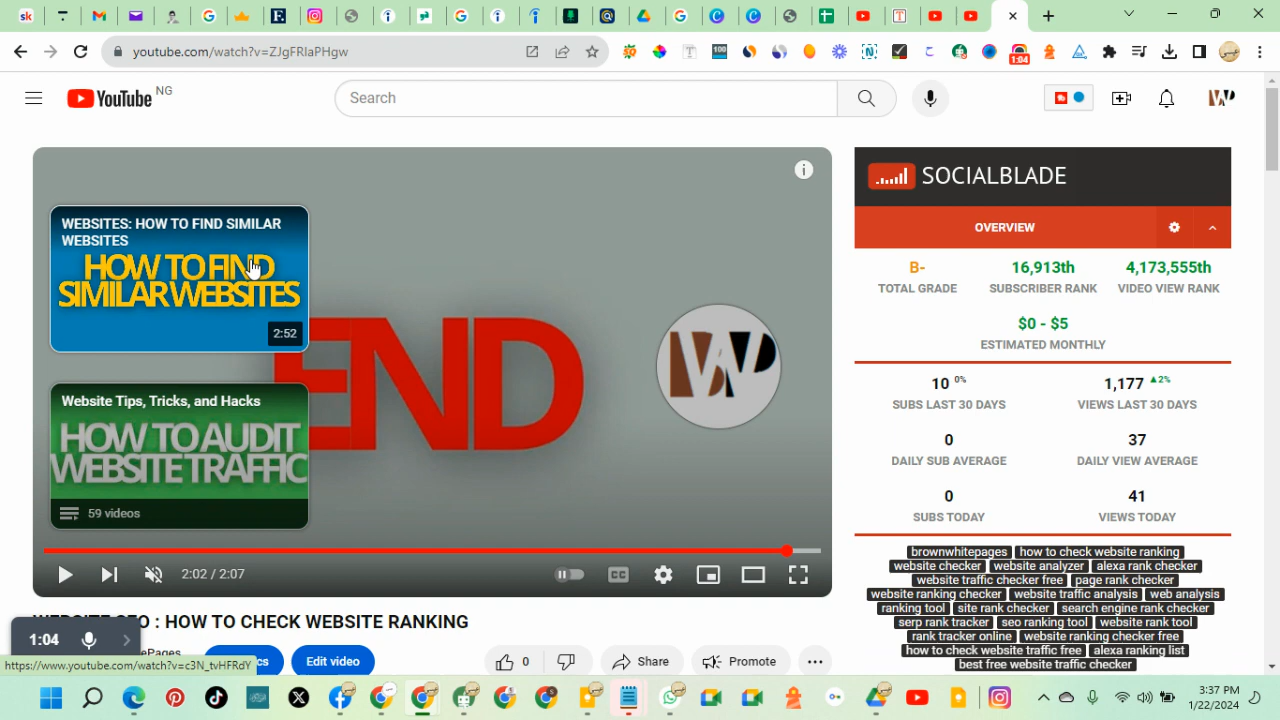 youtube.com/watch?v=ZJgFRlaPHgw
1:04
YouTube NG
Search
WEBSITES: HOW TO FIND SIMILAR
WEBSITES
HOW TO FIND
SIMILAR WEBSITES
2:52
Website Tips, Tricks, and Hacks
HOW TO AUDIT
WEBSITE TRAFFIC
59 videos
END
2:02 / 2:07
CC
WEBSITE SEO : HOW TO CHECK WEBSITE RANKING
1:04
Edit video
0
Share
Promote
https://www.youtube.com/watch?v=c3N_tvHFRdY
SOCIALBLADE
OVERVIEW
B- 16,913th 4,173,555th
TOTAL GRADE SUBSCRIBER RANK VIDEO VIEW RANK
$0 - $5
ESTIMATED MONTHLY
10 0% 1,177 ▲2%
SUBS LAST 30 DAYS VIEWS LAST 30 DAYS
0 37
DAILY SUB AVERAGE DAILY VIEW AVERAGE
0 41
SUBS TODAY VIEWS TODAY
brownwhitepages how to check website ranking
website checker website analyzer alexa rank checker
website traffic checker free page rank checker
website ranking checker website traffic analysis web analysis
ranking tool site rank checker search engine rank checker
serp rank tracker seo ranking tool website rank tool
rank tracker online website ranking checker free
how to check website traffic free alexa ranking list
best free website traffic checker
3:37 PM
1/22/2024